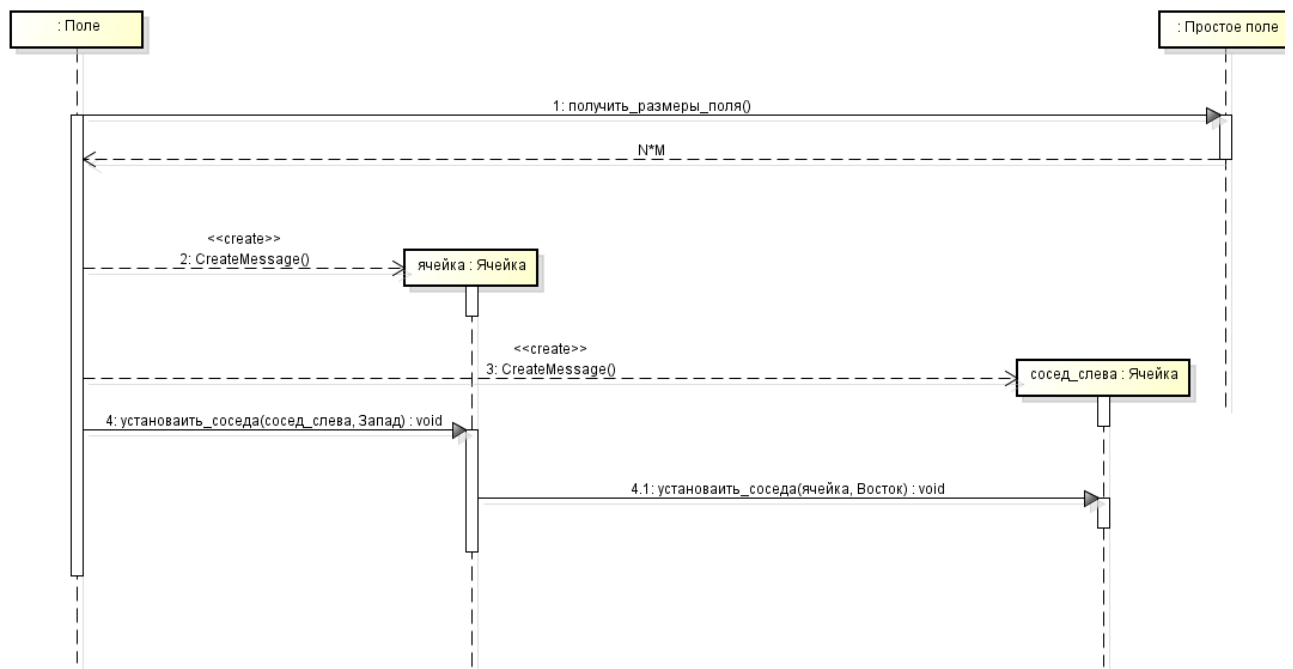 : Поле
: Простое поле
1: получить_размеры_поля()
N*M
<<create>>
2: CreateMessage()
ячейка : Ячейка
<<create>>
3: CreateMessage()
сосед_слева : Ячейка
4: установаить_соседа(сосед_слева, Запад) : void
4.1: установаить_соседа(ячейка, Восток) : void